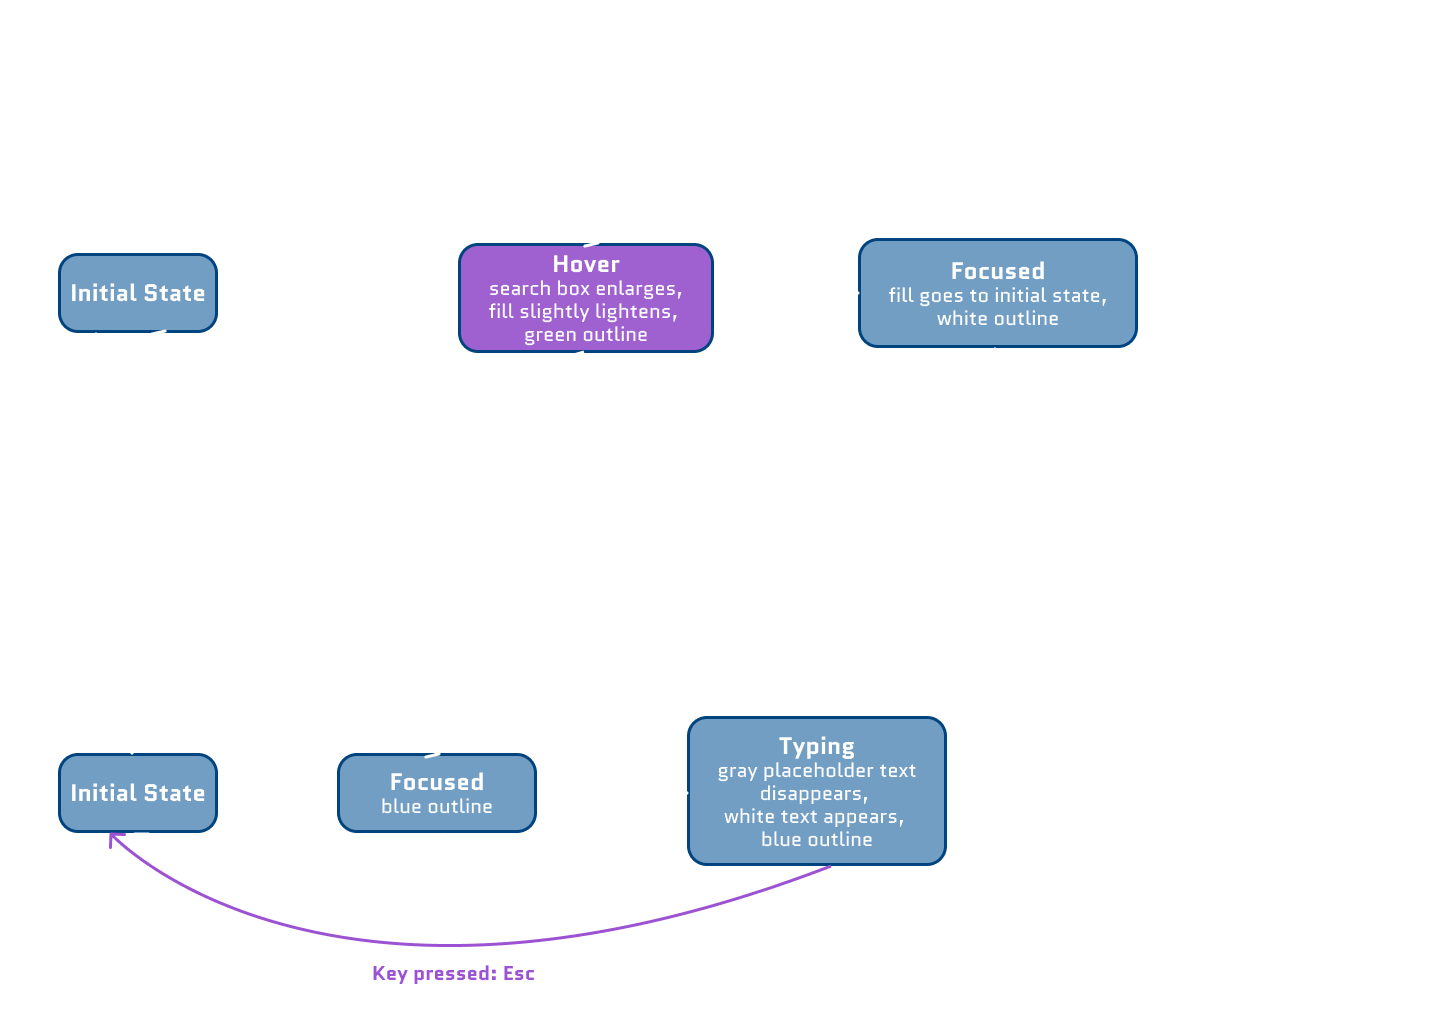 Initial State
Hover
search box enlarges,
fill slightly lightens,
green outline
Focused
fill goes to initial state,
white outline
Initial State
Focused
blue outline
Typing
gray placeholder text
disappears,
white text appears,
blue outline
Key pressed: Esc